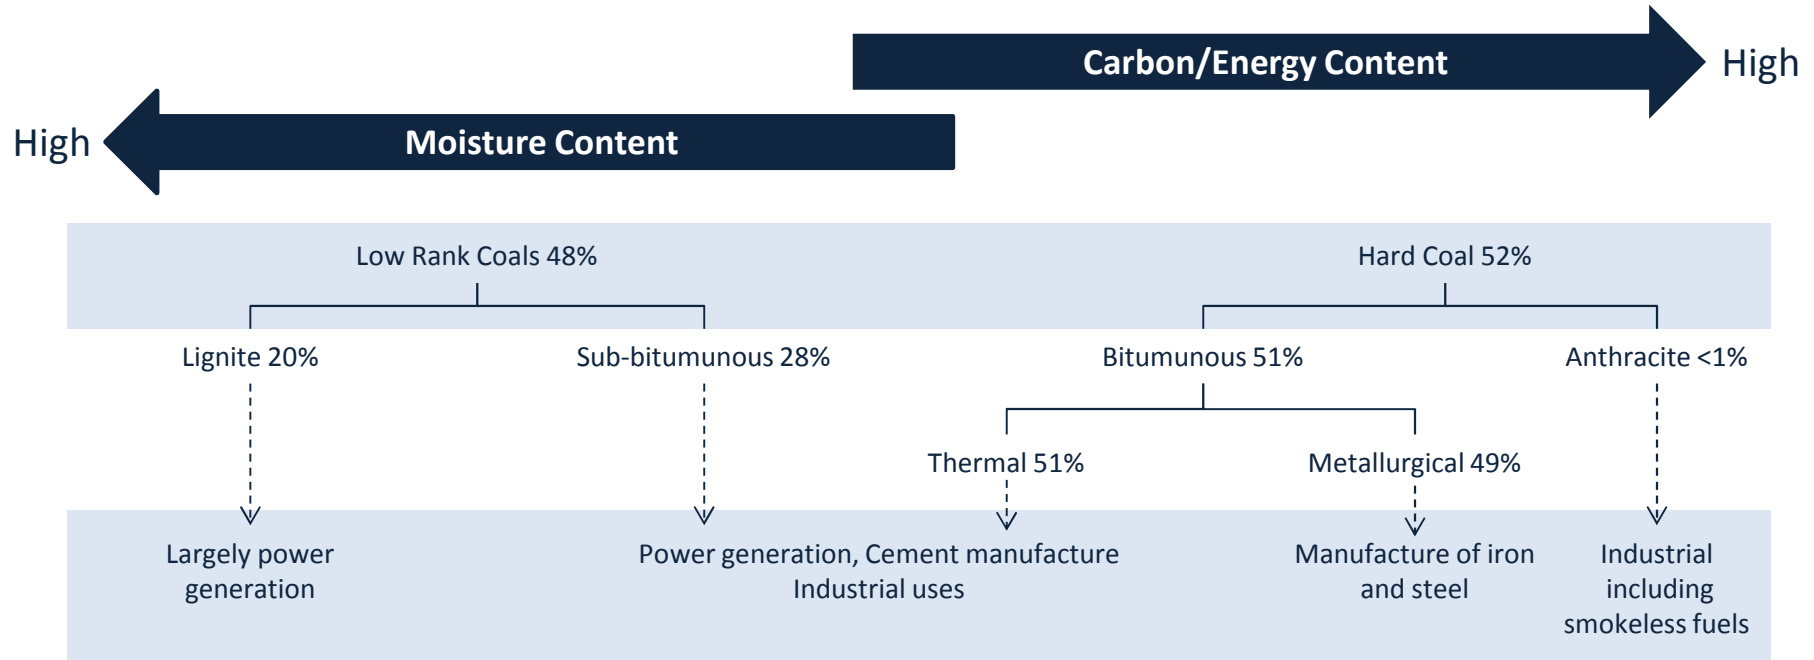 Carbon/Energy Content
High
High
Moisture Content
Low Rank Coals 48%
Hard Coal 52%
Lignite 20%
Sub-bitumunous 28%
Bitumunous 51%
Anthracite <1%
Thermal 51%
Metallurgical 49%
Largely power
generation
Power generation, Cement manufacture
Industrial uses
Manufacture of iron
and steel
Industrial
including
smokeless fuels